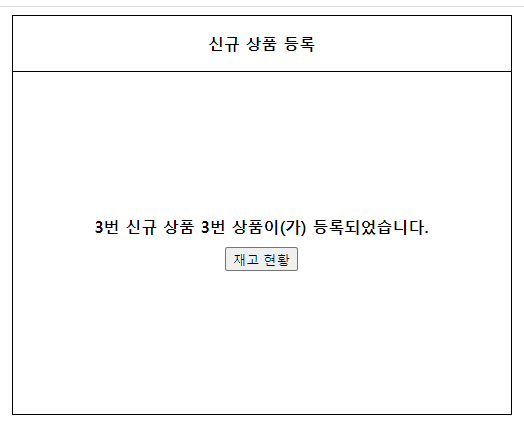 신규 상품 등록
3번 신규 상품 3번 상품이(가) 등록되었습니다.
재고 현황